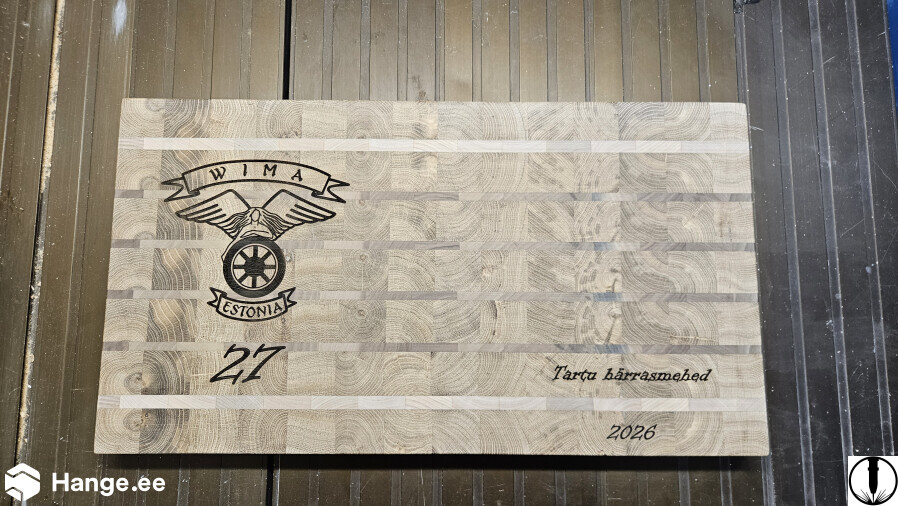 WIMA
ESTONIA
27
Tartu härrasmehed
2026
Hange.ee